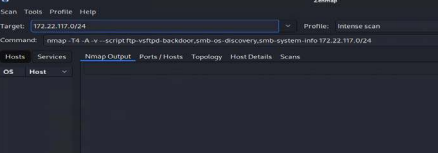 Zenmap
Scan Tools Profile Help
Target: 172.22.117.0/24 Profile: Intense scan
Command: nmap -T4 -A -v --script ftp-vsftpd-backdoor,smb-os-discovery,smb-system-info 172.22.117.0/24
Hosts Services Nmap Output Ports / Hosts Topology Host Details Scans
OS Host